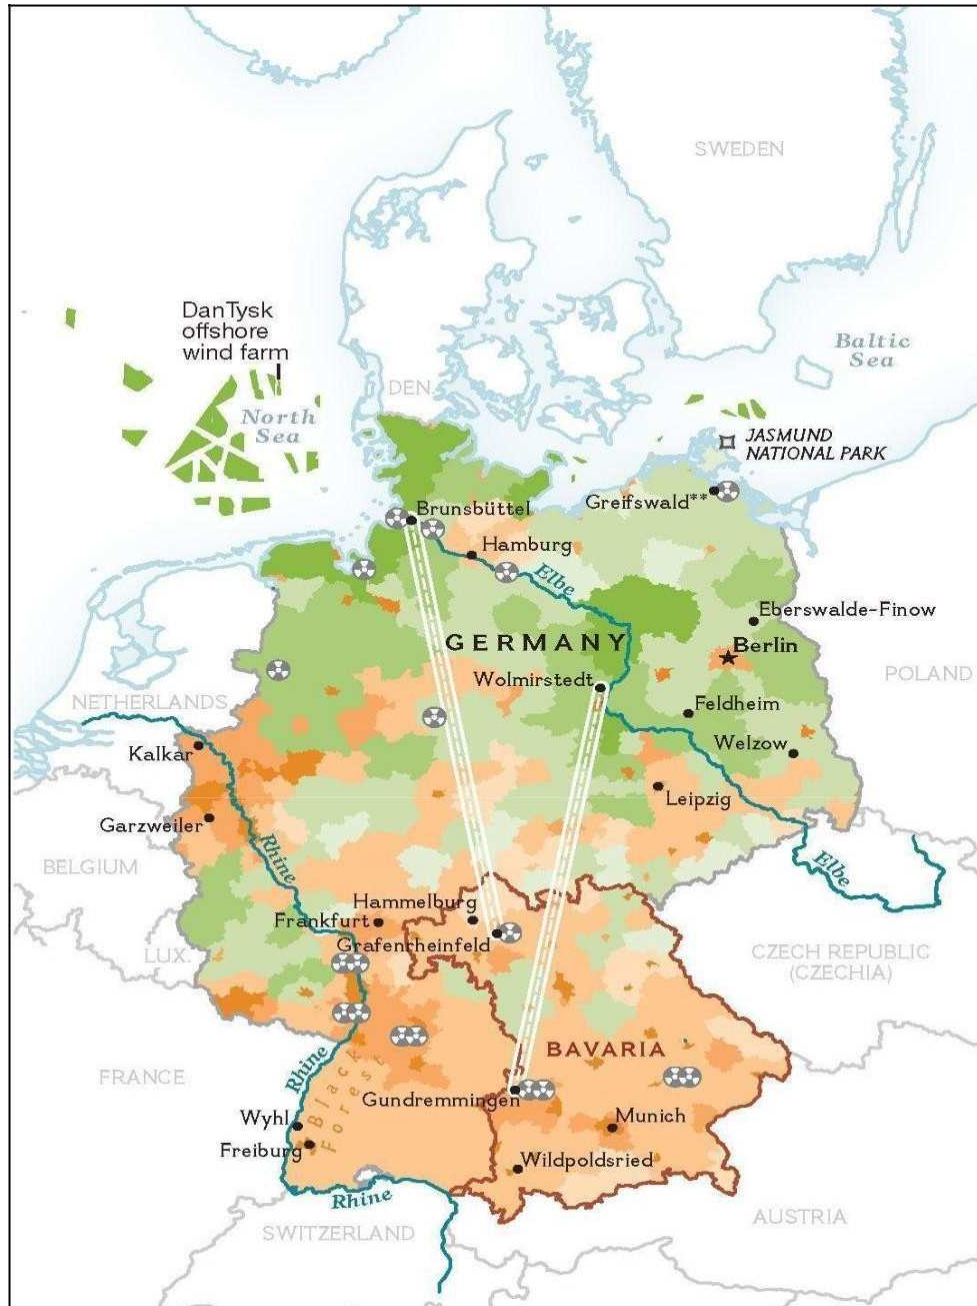 SWEDEN
DanTysk
offshore
wind farm
Baltic
Sea
DEN.
North
Sea
JASMUND
NATIONAL PARK
Greifswald**
Brunsbüttel
Hamburg
Elbe
Eberswalde-Finow
GERMANY
Berlin
POLAND
Wolmirstedt
NETHERLANDS
Feldheim
Kalkar
Welzow
Leipzig
Garzweiler
Rhine
BELGIUM
Elbe
Hammelburg
Frankfurt
Grafenrheinfeld
LUX.
CZECH REPUBLIC
(CZECHIA)
BAVARIA
Rhine
FRANCE
Black
Forest
Gundremmingen
Wyhl
Munich
Freiburg
Wildpoldsried
Rhine
SWITZERLAND
AUSTRIA